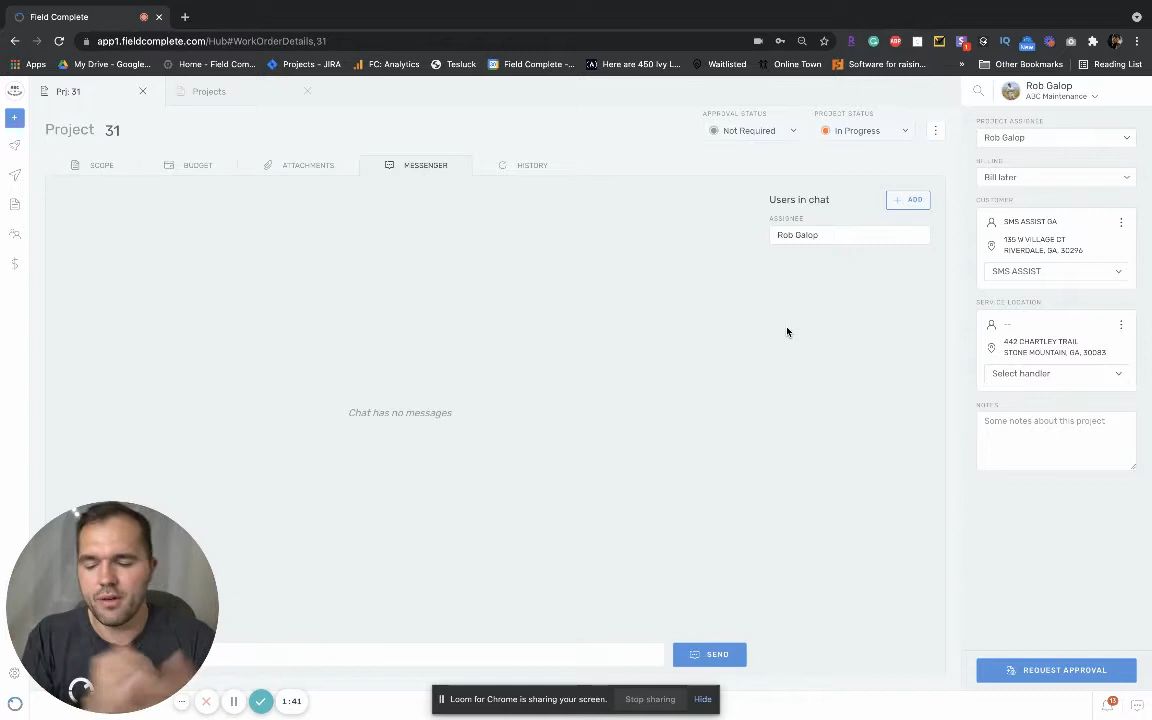 Field Complete
app1.fieldcomplete.com/Hub#WorkOrderDetails,31
Apps
My Drive - Google...
Home - Field Com...
Projects – JIRA
FC: Analytics
Tesluck
Field Complete -...
Here are 450 Ivy L...
Waitlisted
Online Town
Software for raisin...
»
Other Bookmarks
Reading List
Prj: 31
Projects
Rob Galop
ABC Maintenance
Project 31
APPROVAL STATUS
Not Required
PROJECT STATUS
In Progress
SCOPE
BUDGET
ATTACHMENTS
MESSENGER
HISTORY
Users in chat
+ ADD
ASSIGNEE
Rob Galop
Chat has no messages
SEND
PROJECT ASSIGNEE
Rob Galop
BILLING
Bill later
CUSTOMER
SMS ASSIST GA
135 W VILLAGE CT
RIVERDALE, GA, 30296
SMS ASSIST
SERVICE LOCATION
--
442 CHARTLEY TRAIL
STONE MOUNTAIN, GA, 30083
Select handler
NOTES
Some notes about this project
REQUEST APPROVAL
13
1:41
Loom for Chrome is sharing your screen.
Stop sharing
Hide